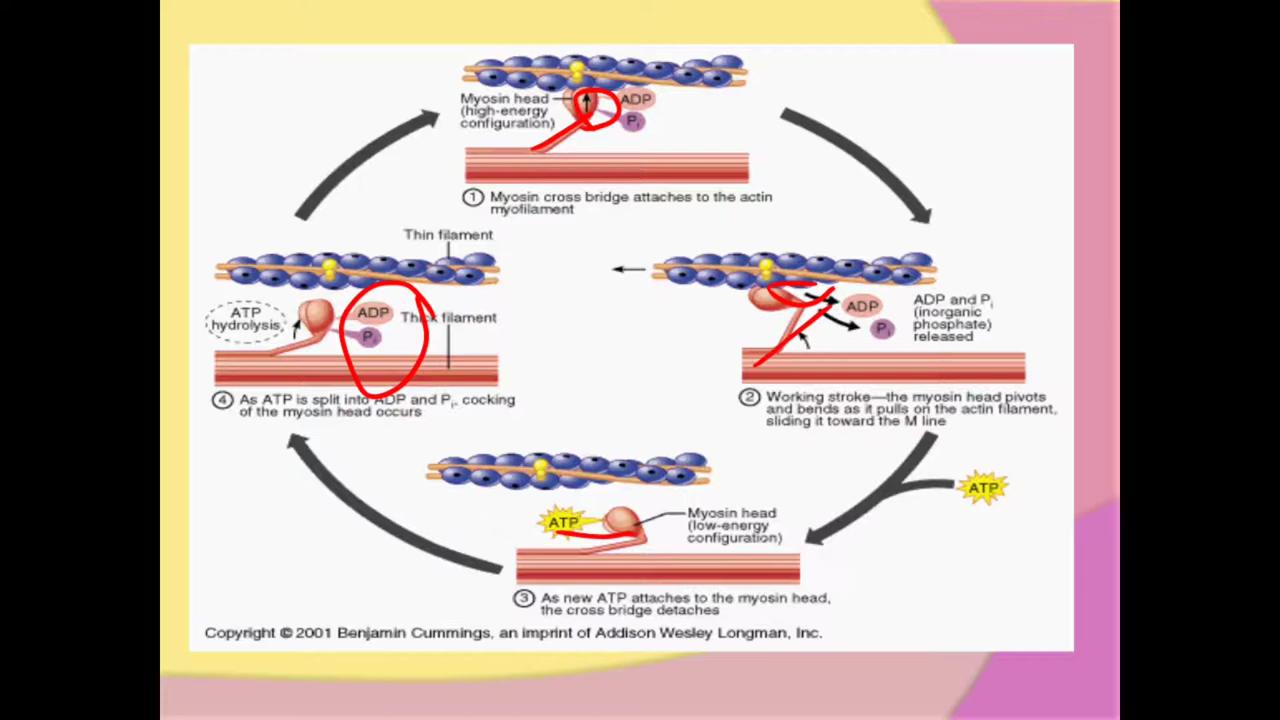 Myosin head
(high-energy
configuration)
ADP
Pi
① Myosin cross bridge attaches to the actin
myofilament
Thin filament
ATP
hydrolysis
ADP
Pi
Thick filament
④ As ATP is split into ADP and Pi, cocking
of the myosin head occurs
ADP
Pi
ADP and Pi
(inorganic
phosphate)
released
② Working stroke—the myosin head pivots
and bends as it pulls on the actin filament,
sliding it toward the M line
ATP
ATP
Myosin head
(low-energy
configuration)
③ As new ATP attaches to the myosin head,
the cross bridge detaches
Copyright © 2001 Benjamin Cummings, an imprint of Addison Wesley Longman, Inc.